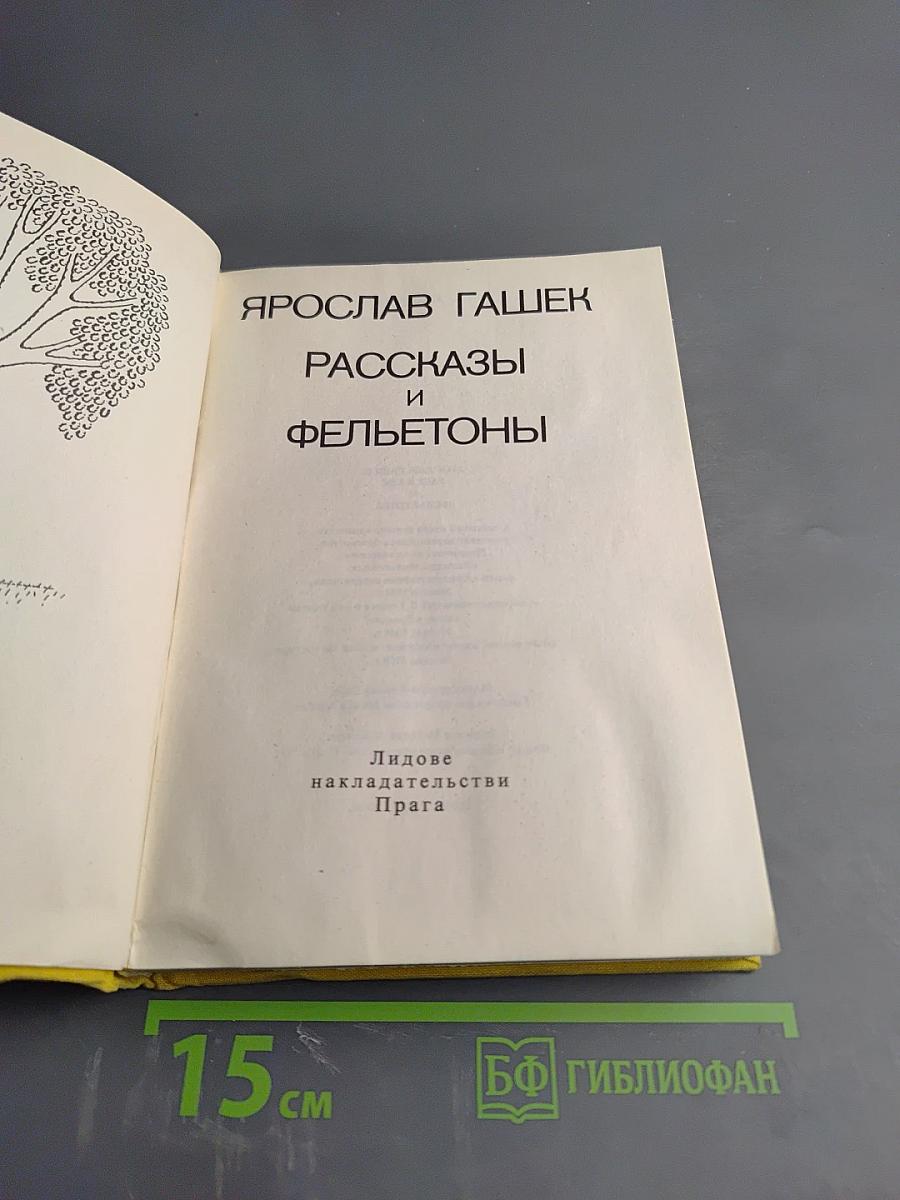 ЯРОСЛАВ ГАШЕК
РАССКАЗЫ
И
ФЕЛЬЕТОНЫ
Лидове
накладательстви
Прага
15 см
БФ ГИБЛИОФАН